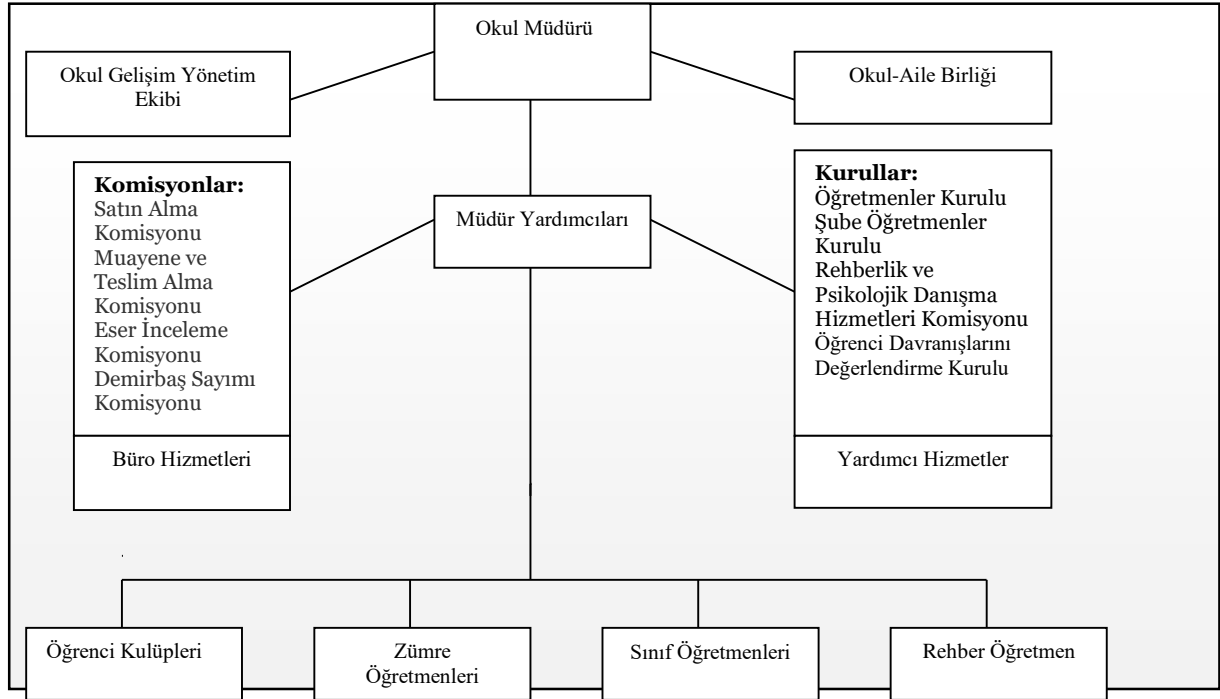 Okul Müdürü
Okul Gelişim Yönetim
Ekibi
Okul-Aile Birliği
Komisyonlar:
Satın Alma
Komisyonu
Muayene ve
Teslim Alma
Komisyonu
Eser İnceleme
Komisyonu
Demirbaş Sayımı
Komisyonu
Müdür Yardımcıları
Kurullar:
Öğretmenler Kurulu
Şube Öğretmenler
Kurulu
Rehberlik ve
Psikolojik Danışma
Hizmetleri Komisyonu
Öğrenci Davranışlarını
Değerlendirme Kurulu
Büro Hizmetleri
Yardımcı Hizmetler
Öğrenci Kulüpleri
Zümre
Öğretmenleri
Sınıf Öğretmenleri
Rehber Öğretmen